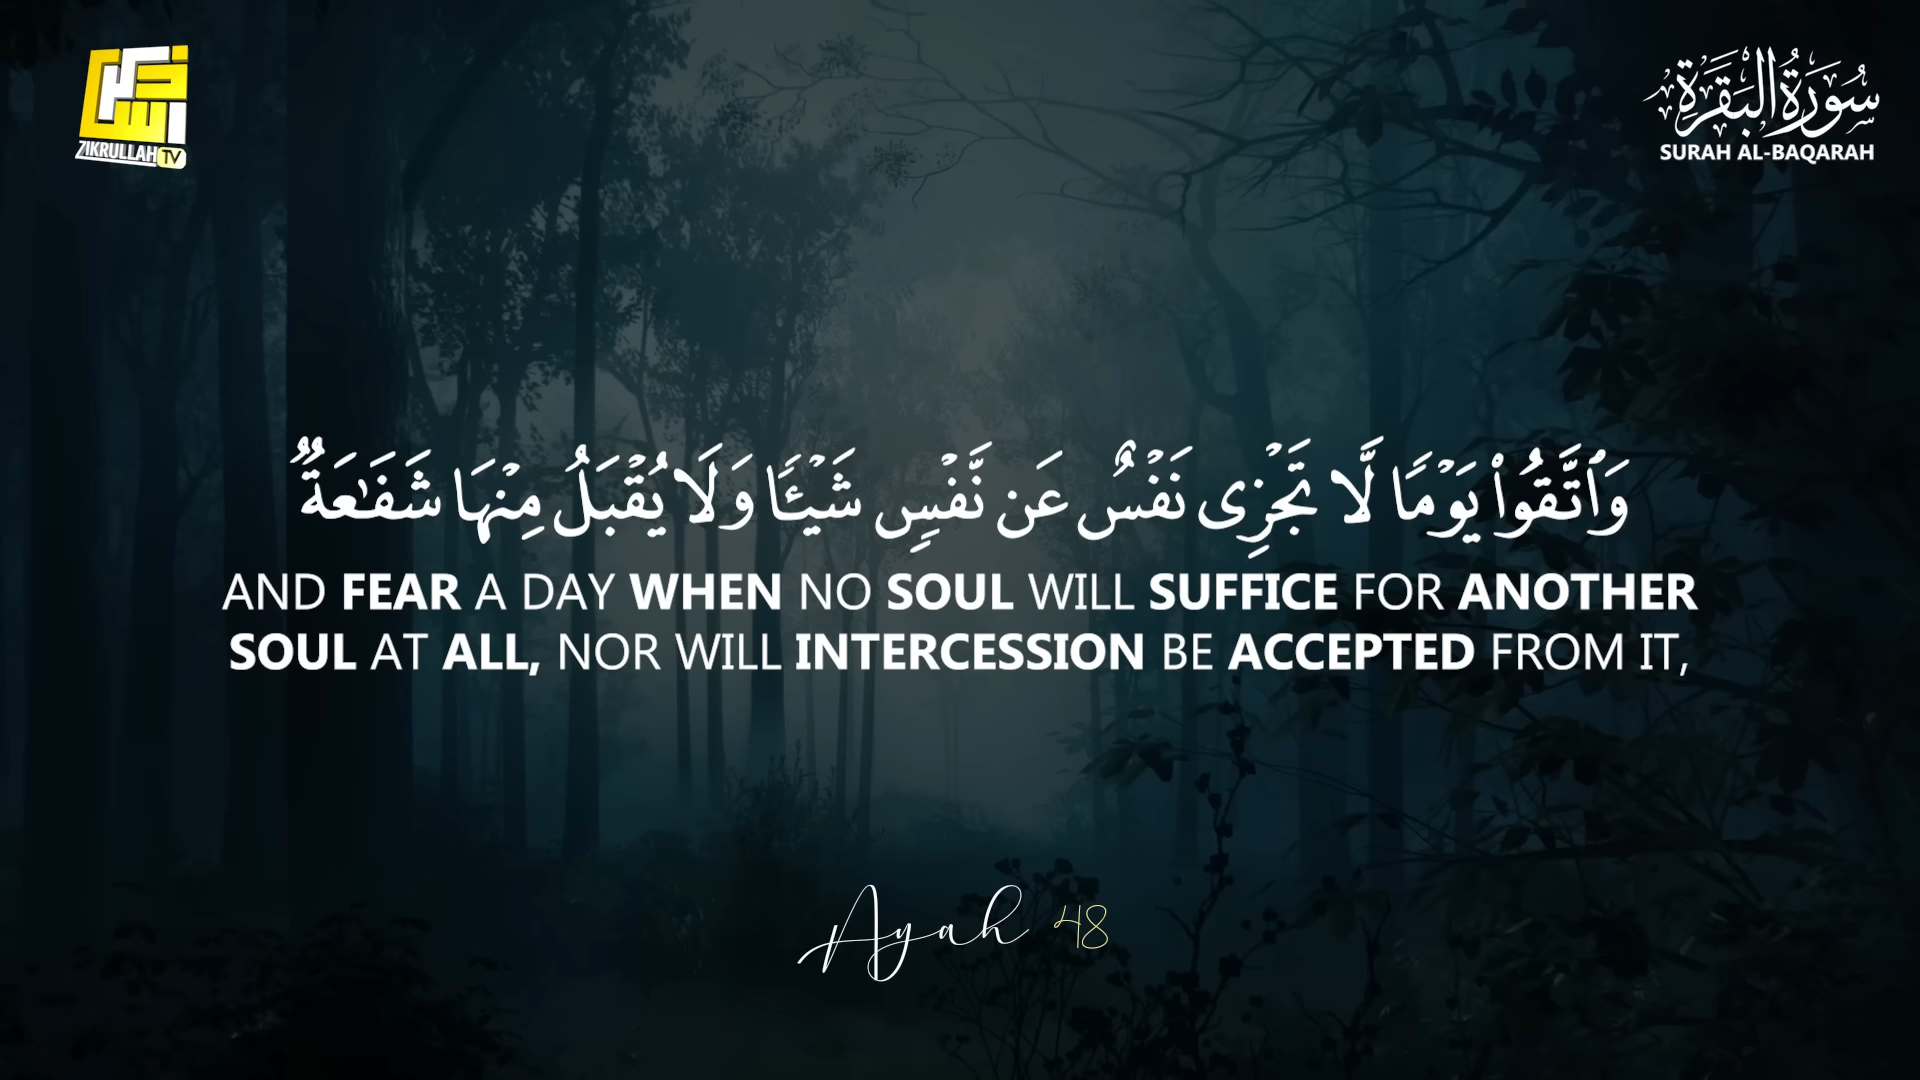 ZIKRULLAH TV
سُورَةُ البَقَرَةِ
SURAH AL-BAQARAH
وَٱتَّقُوا۟ يَوْمًا لَّا تَجْزِى نَفْسٌ عَن نَّفْسٍ شَيْـًٔا وَلَا يُقْبَلُ مِنْهَا شَفَـٰعَةٌ
AND FEAR A DAY WHEN NO SOUL WILL SUFFICE FOR ANOTHER
SOUL AT ALL, NOR WILL INTERCESSION BE ACCEPTED FROM IT,
Ayah 48